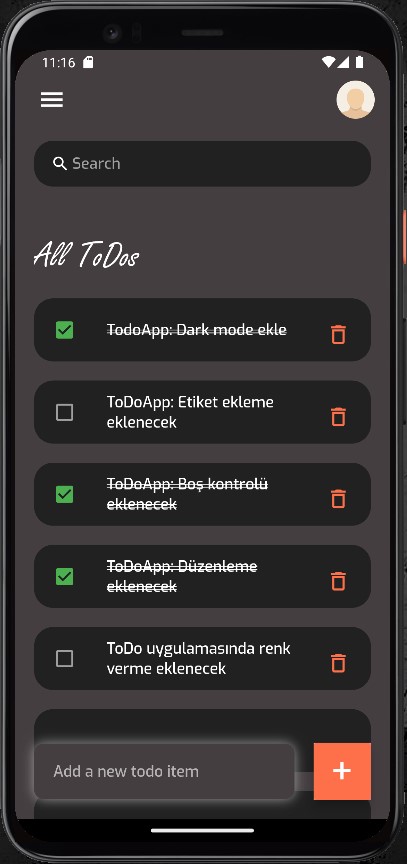 11:16
Search
All ToDos
TodoApp: Dark mode ekle
ToDoApp: Etiket ekleme
eklenecek
ToDoApp: Boş kontrolü
eklenecek
ToDoApp: Düzenleme
eklenecek
ToDo uygulamasında renk
verme eklenecek
Add a new todo item
+